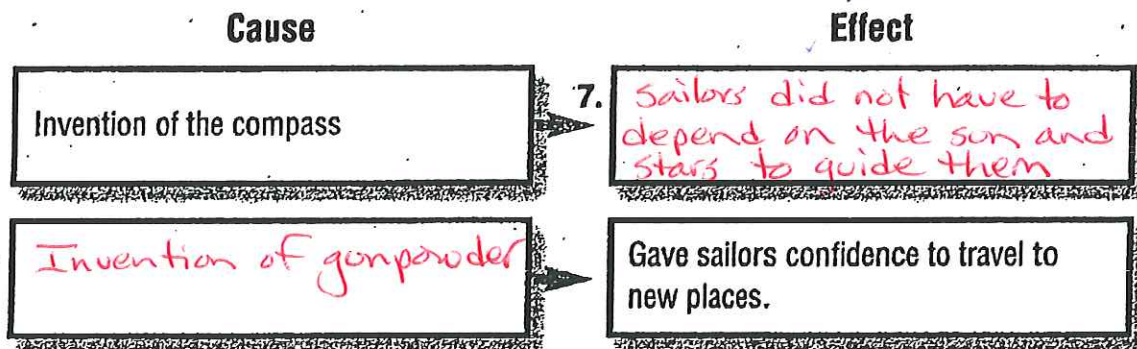 Cause
Effect
Invention of the compass
7.
Sailors did not have to
depend on the sun and
stars to guide them
Invention of gunpowder
Gave sailors confidence to travel to
new places.